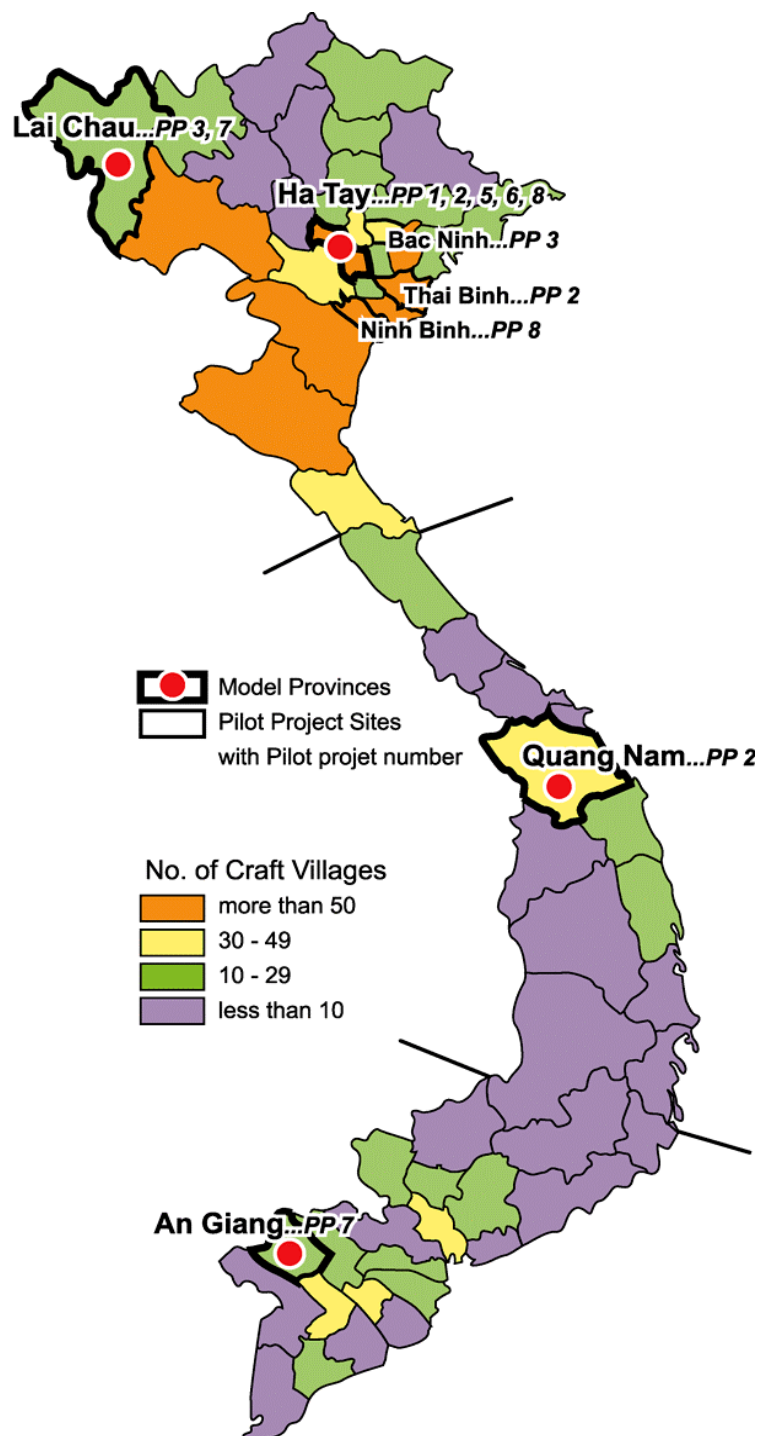 Lai Chau...PP 3, 7
Ha Tay...PP 1, 2, 5, 6, 8
Bac Ninh...PP 3
Thai Binh...PP 2
Ninh Binh...PP 8
Model Provinces
Pilot Project Sites
with Pilot projet number
Quang Nam...PP 2
No. of Craft Villages
more than 50
30 - 49
10 - 29
less than 10
An Giang...PP 7